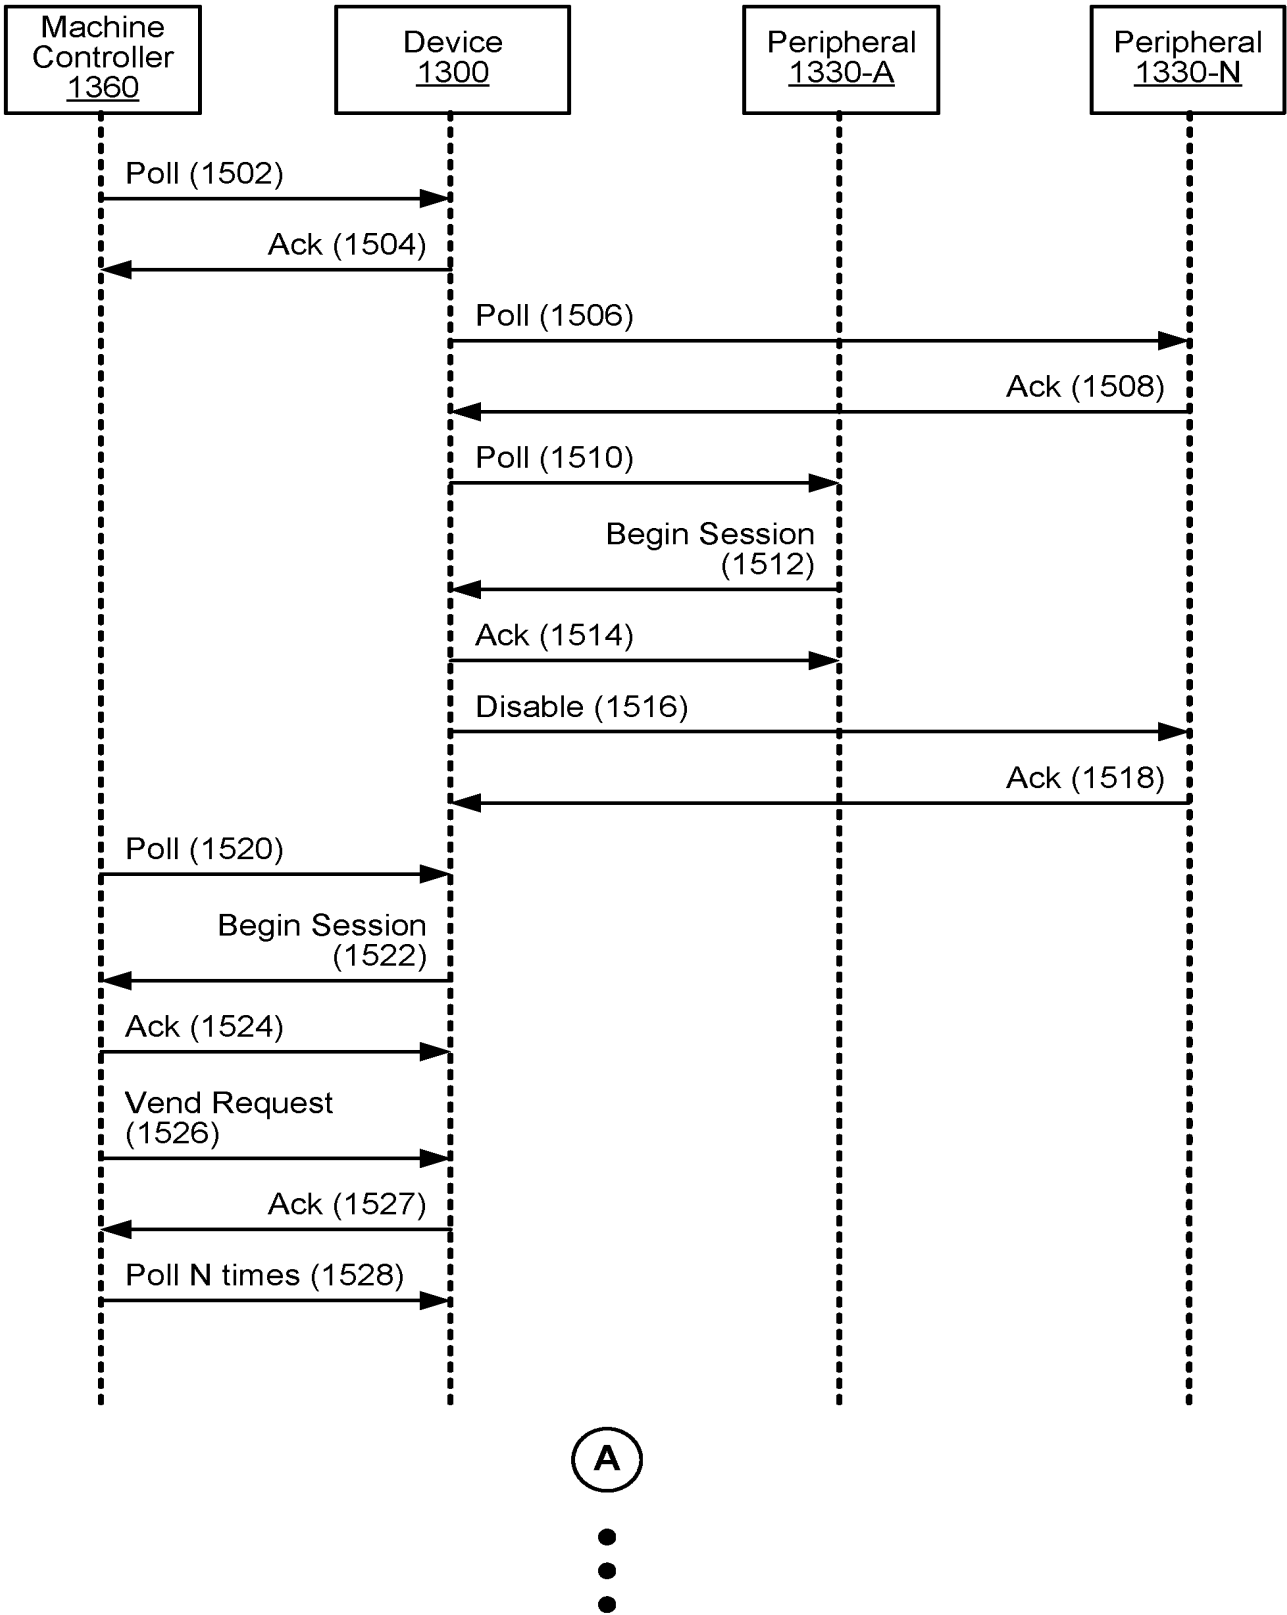 Machine
Controller
1360
Device
1300
Peripheral
1330-A
Peripheral
1330-N
Poll (1502)
Ack (1504)
Poll (1506)
Ack (1508)
Poll (1510)
Begin Session
(1512)
Ack (1514)
Disable (1516)
Ack (1518)
Poll (1520)
Begin Session
(1522)
Ack (1524)
Vend Request
(1526)
Ack (1527)
Poll N times (1528)
A